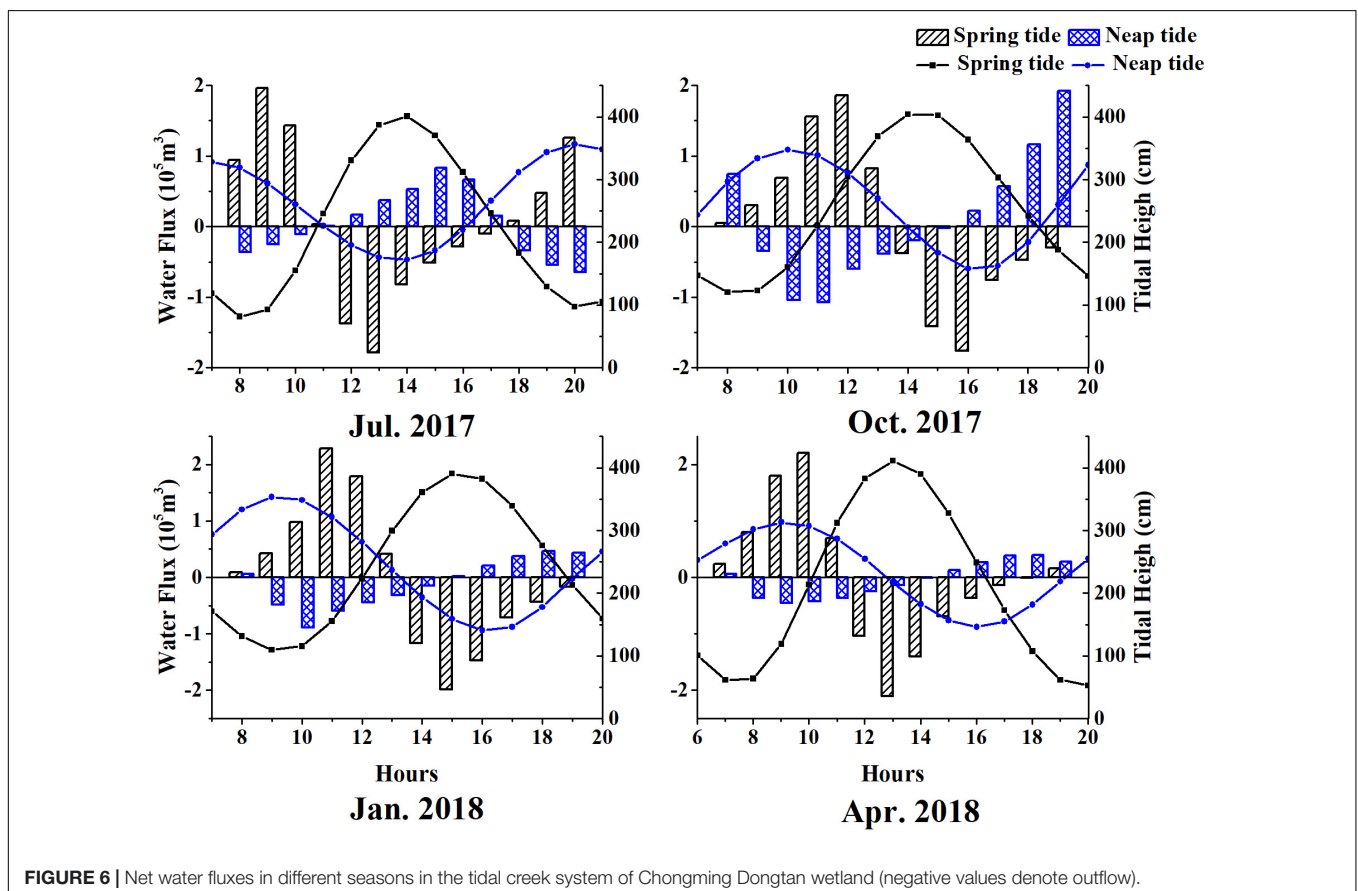 Spring tide Neap tide
Spring tide Neap tide
Water Flux (10⁵ m³)
2
1
0
-1
-2
8 10 12 14 16 18 20
400
300
200
100
0
Jul. 2017
2
1
0
-1
-2
8 10 12 14 16 18 20
400
300
200
100
0
Tidal Heigh (cm)
Oct. 2017
Water Flux (10⁵ m³)
2
1
0
-1
-2
8 10 12 14 16 18 20
400
300
200
100
0
Hours
Jan. 2018
2
1
0
-1
-2
6 8 10 12 14 16 18 20
400
300
200
100
0
Tidal Heigh (cm)
Hours
Apr. 2018
FIGURE 6 | Net water fluxes in different seasons in the tidal creek system of Chongming Dongtan wetland (negative values denote outflow).